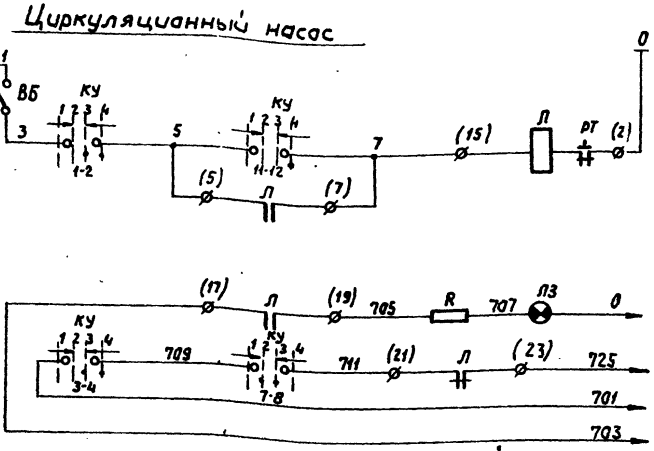 Циркуляцианный насос
1
0
ВБ
КУ
КУ
1 2 3 4
1 2 3 4
3
5
7
(15)
Л
РТ
(2)
1-2
11-12
(5)
Л
(7)
(17)
Л
(19)
705
R
707
ЛЗ
0
КУ
КУ
1 2 3 4
709
1 2 3 4
711
(21)
Л
(23)
725
3-4
7-8
701
703